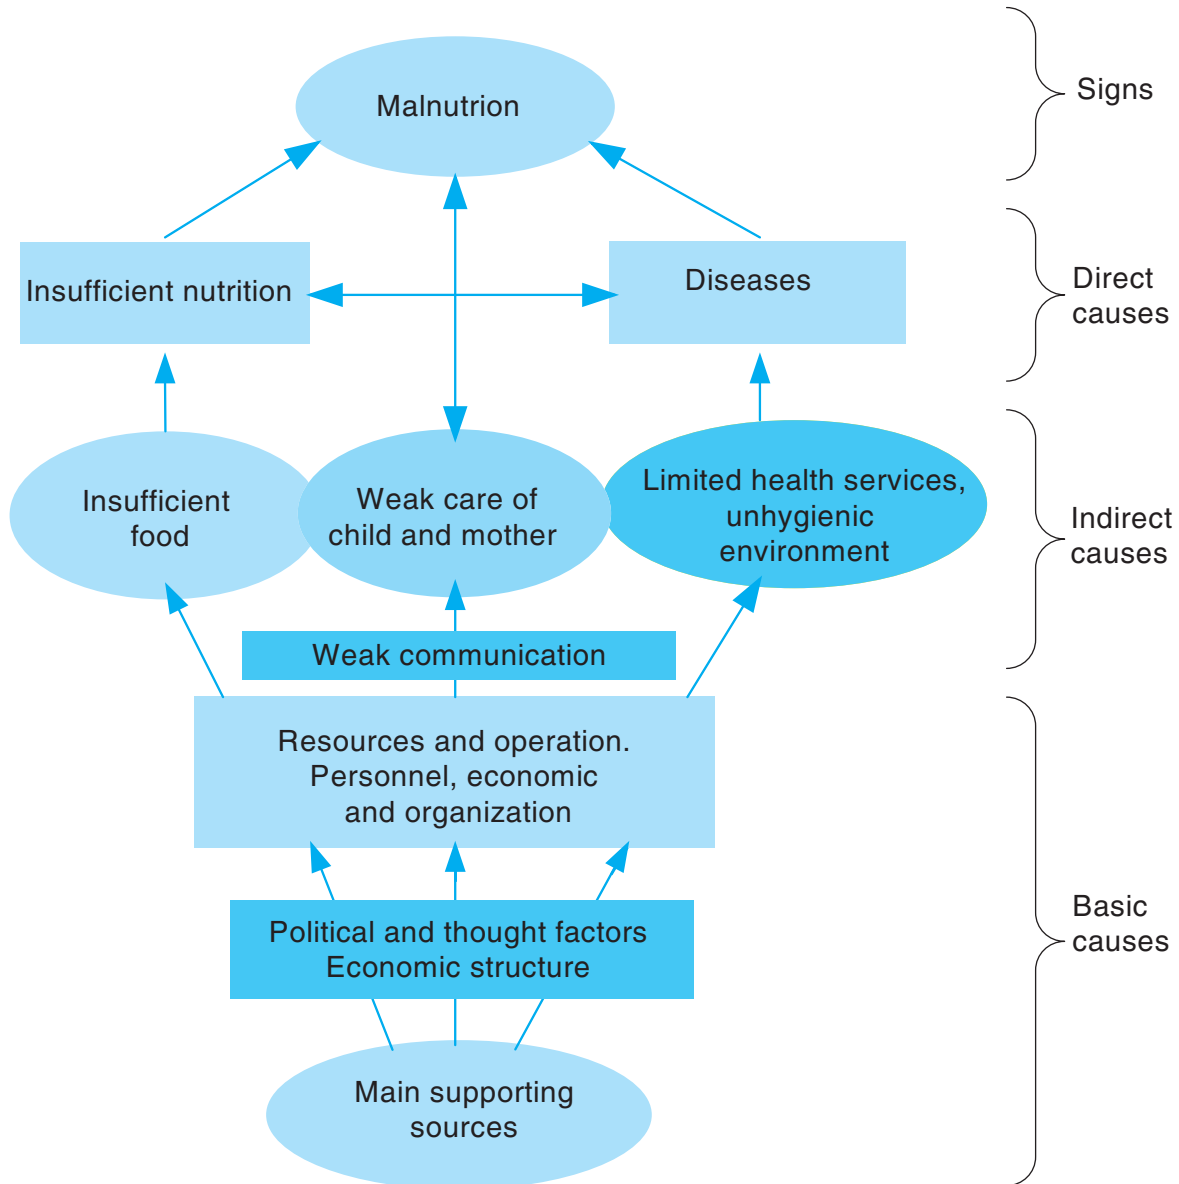 Malnutrion
Signs
Insufficient nutrition
Diseases
Direct
causes
Insufficient
food
Weak care of
child and mother
Limited health services,
unhygienic
environment
Indirect
causes
Weak communication
Resources and operation.
Personnel, economic
and organization
Political and thought factors
Economic structure
Basic
causes
Main supporting
sources